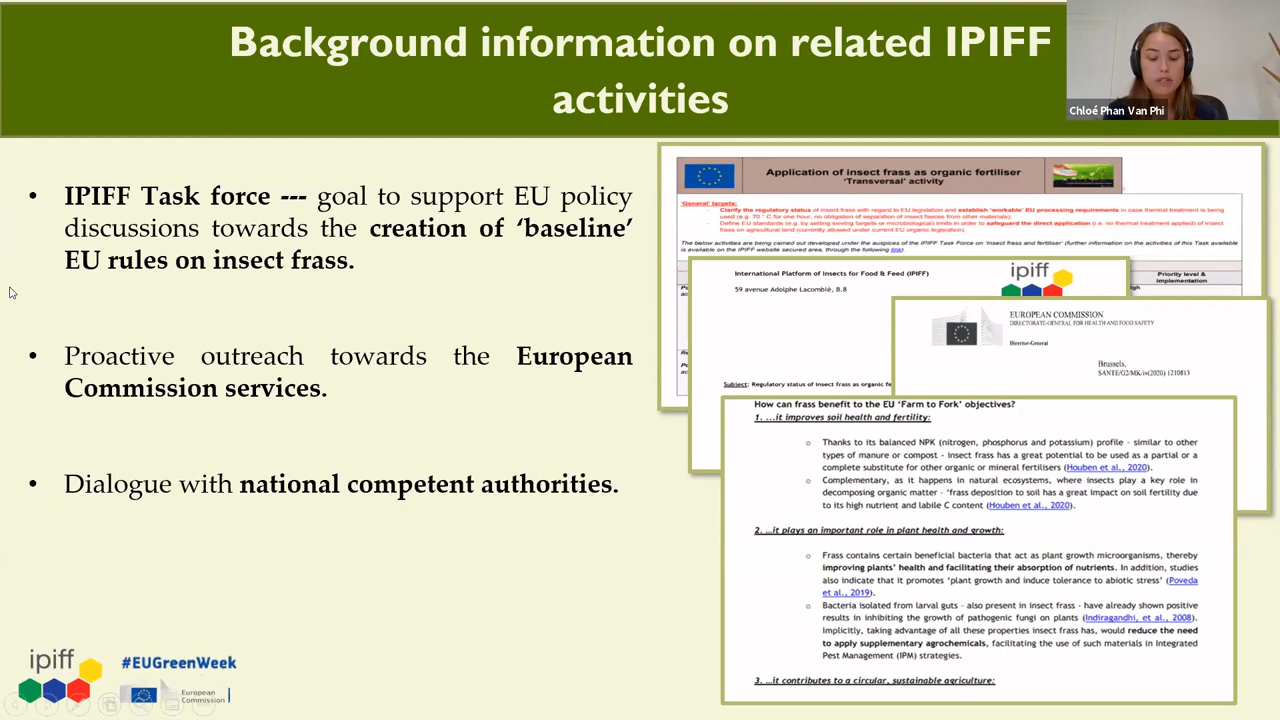 Background information on related IPIFF
activities
Chloé Phan Van Phi
• IPIFF Task force --- goal to support EU policy
discussions towards the creation of ‘baseline’
EU rules on insect frass.
• Proactive outreach towards the European
Commission services.
• Dialogue with national competent authorities.
Application of insect frass as organic fertiliser
‘Transversal’ activity
‘General’ targets:
- Clarify the regulatory status of insect frass with regard to EU legislation and establish ‘workable’ EU processing requirements in case thermal treatment is being
used (e.g. 70 ° C for one hour, no obligation of separation of insect faeces from other materials).
- Define EU standards (e.g. by setting targets or microbiological) limits in order to safeguard the direct application (i.e. no thermal treatment applied) of insect
frass on agricultural land (currently allowed under current EU organic legislation).
The below activities are being carried out developed under the auspices of the IPIFF Task Force on ‘Insect frass and fertiliser’ (further information on the activities of this Task available
is available on the IPIFF website secured area, through the following link).
Priority level &
implementation
International Platform of Insects for Food & Feed (IPIFF)
ipiff
59 avenue Adolphe Lacomblé, B.8
Subject: Regulatory status of insect frass as organic fe
EUROPEAN COMMISSION
DIRECTORATE-GENERAL FOR HEALTH AND FOOD SAFETY
Director-General
Brussels,
SANTE/G2/MK/iv(2020) 1210813
How can frass benefit to the EU ‘Farm to Fork’ objectives?
1. ...it improves soil health and fertility:
o Thanks to its balanced NPK (nitrogen, phosphorus and potassium) profile - similar to other
types of manure or compost - insect frass has a great potential to be used as a partial or a
complete substitute for other organic or mineral fertilisers (Houben et al., 2020).
o Complementary, as it happens in natural ecosystems, where insects play a key role in
decomposing organic matter - ‘frass deposition to soil has a great impact on soil fertility due
to its high nutrient and labile C content (Houben et al., 2020).
2. …it plays an important role in plant health and growth:
o Frass contains certain beneficial bacteria that act as plant growth microorganisms, thereby
improving plants’ health and facilitating their absorption of nutrients. In addition, studies
also indicate that it promotes ‘plant growth and induce tolerance to abiotic stress’ (Poveda
et al., 2019).
o Bacteria isolated from larval guts - also present in insect frass - have already shown positive
results in inhibiting the growth of pathogenic fungi on plants (Indiragandhi, et al., 2008).
Implicitly, taking advantage of all these properties insect frass has, would reduce the need
to apply supplementary agrochemicals, facilitating the use of such materials in Integrated
Pest Management (IPM) strategies.
3. …it contributes to a circular, sustainable agriculture:
ipiff
#EUGreenWeek
European
Commission